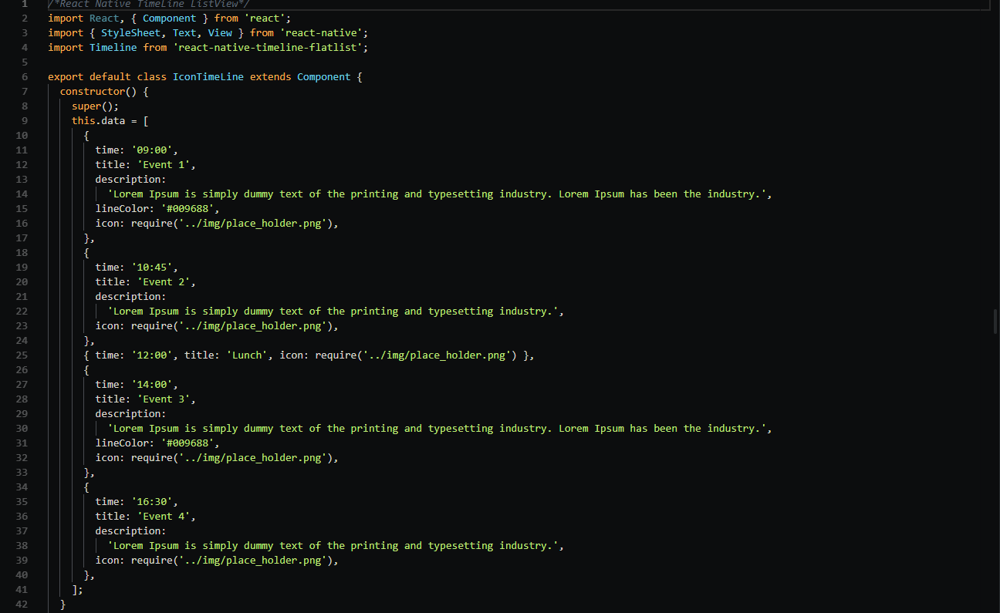 1 /*React Native TimeLine ListView*/
2 import React, { Component } from 'react';
3 import { StyleSheet, Text, View } from 'react-native';
4 import Timeline from 'react-native-timeline-flatlist';
5
6 export default class IconTimeLine extends Component {
7   constructor() {
8     super();
9     this.data = [
10       {
11         time: '09:00',
12         title: 'Event 1',
13         description:
14           'Lorem Ipsum is simply dummy text of the printing and typesetting industry. Lorem Ipsum has been the industry.',
15         lineColor: '#009688',
16         icon: require('../img/place_holder.png'),
17       },
18       {
19         time: '10:45',
20         title: 'Event 2',
21         description:
22           'Lorem Ipsum is simply dummy text of the printing and typesetting industry.',
23         icon: require('../img/place_holder.png'),
24       },
25       { time: '12:00', title: 'Lunch', icon: require('../img/place_holder.png') },
26       {
27         time: '14:00',
28         title: 'Event 3',
29         description:
30           'Lorem Ipsum is simply dummy text of the printing and typesetting industry. Lorem Ipsum has been the industry.',
31         lineColor: '#009688',
32         icon: require('../img/place_holder.png'),
33       },
34       {
35         time: '16:30',
36         title: 'Event 4',
37         description:
38           'Lorem Ipsum is simply dummy text of the printing and typesetting industry.',
39         icon: require('../img/place_holder.png'),
40       },
41     ];
42   }